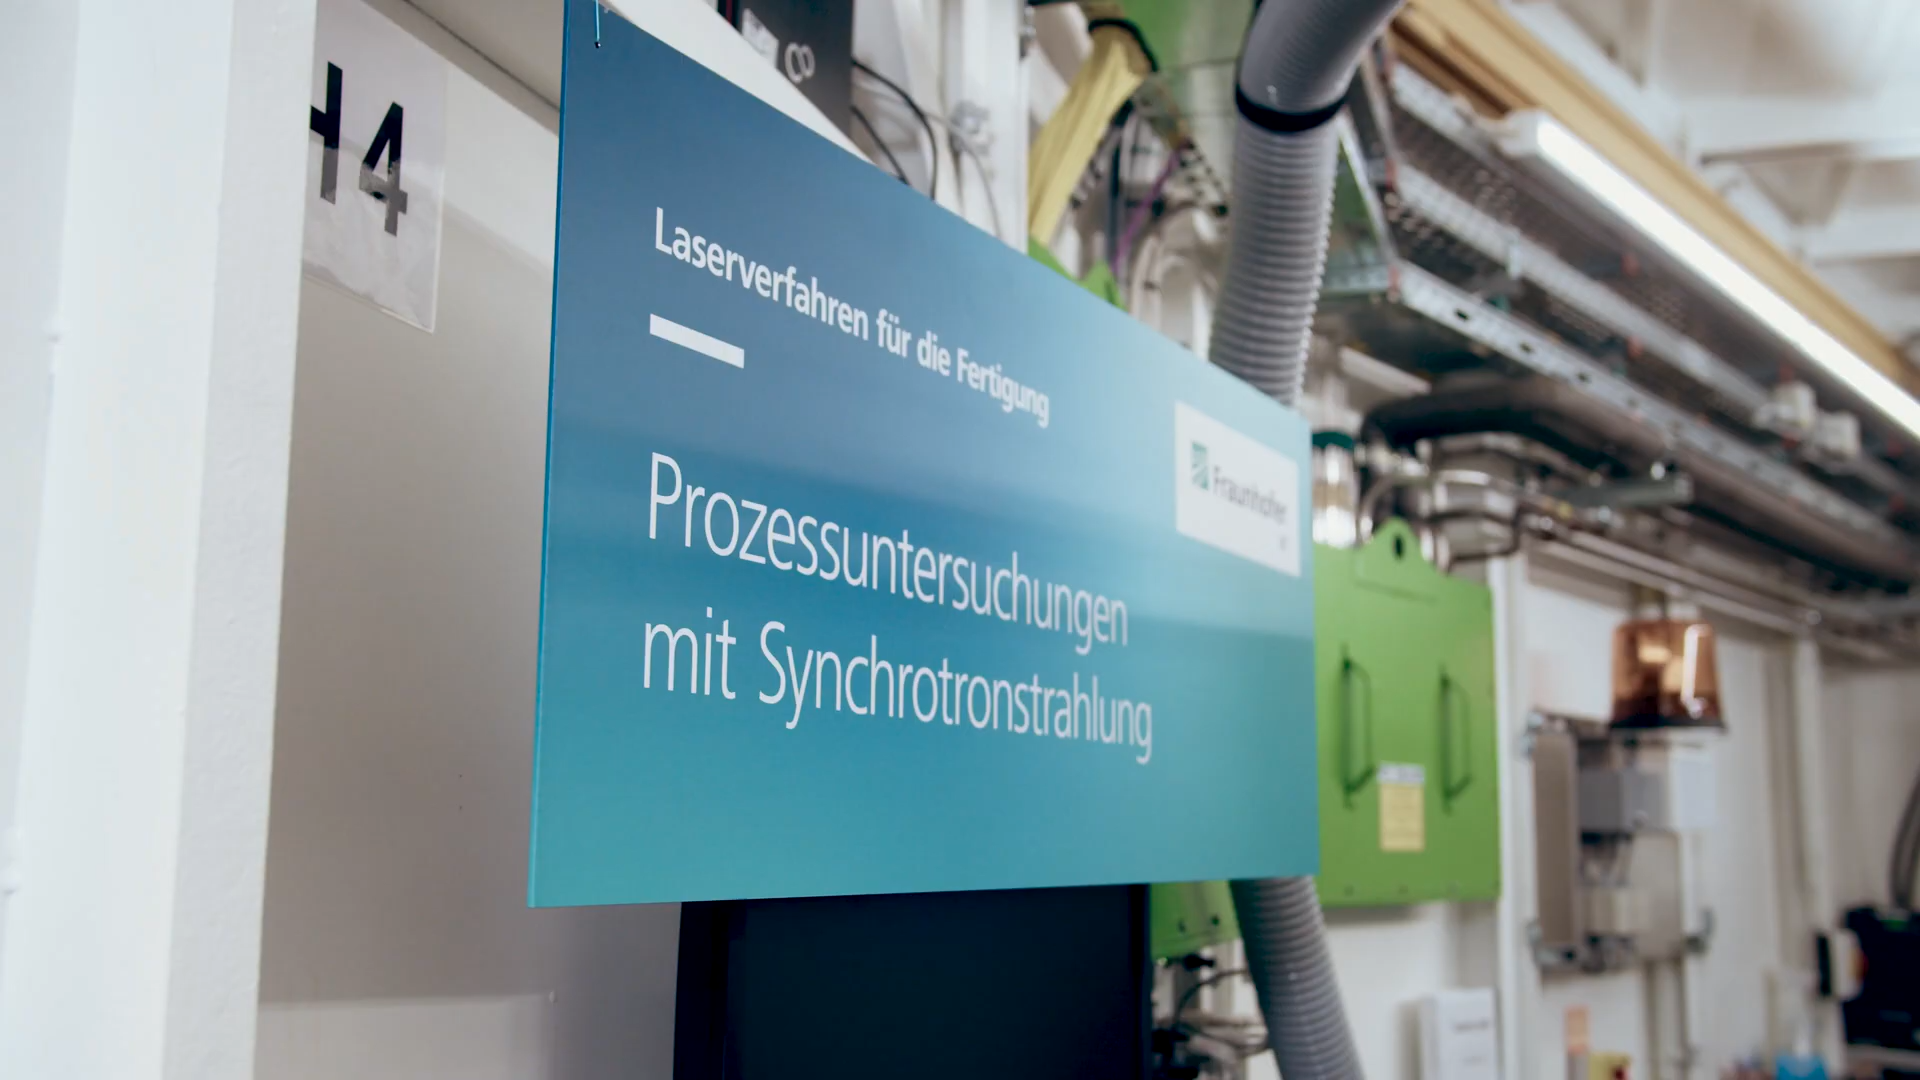 H4
Laserverfahren für die Fertigung
Prozessuntersuchungen
mit Synchrotronstrahlung
Fraunhofer